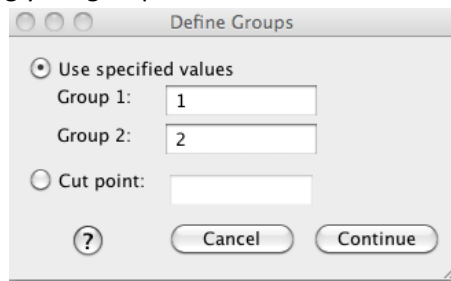 Define Groups
Use specified values
Group 1: 1
Group 2: 2
Cut point:
? Cancel Continue